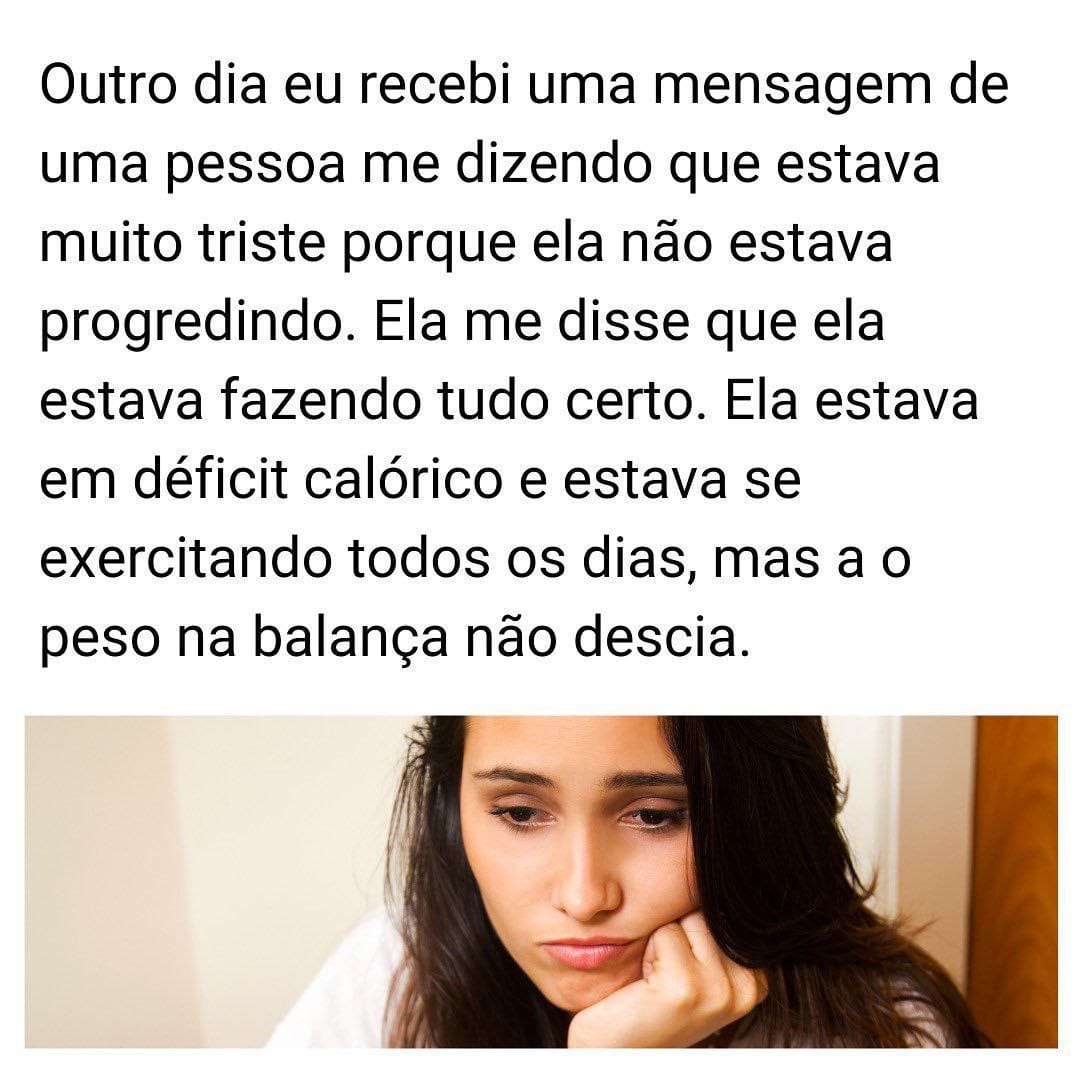 Outro dia eu recebi uma mensagem de
uma pessoa me dizendo que estava
muito triste porque ela não estava
progredindo. Ela me disse que ela
estava fazendo tudo certo. Ela estava
em déficit calórico e estava se
exercitando todos os dias, mas a o
peso na balança não descia.